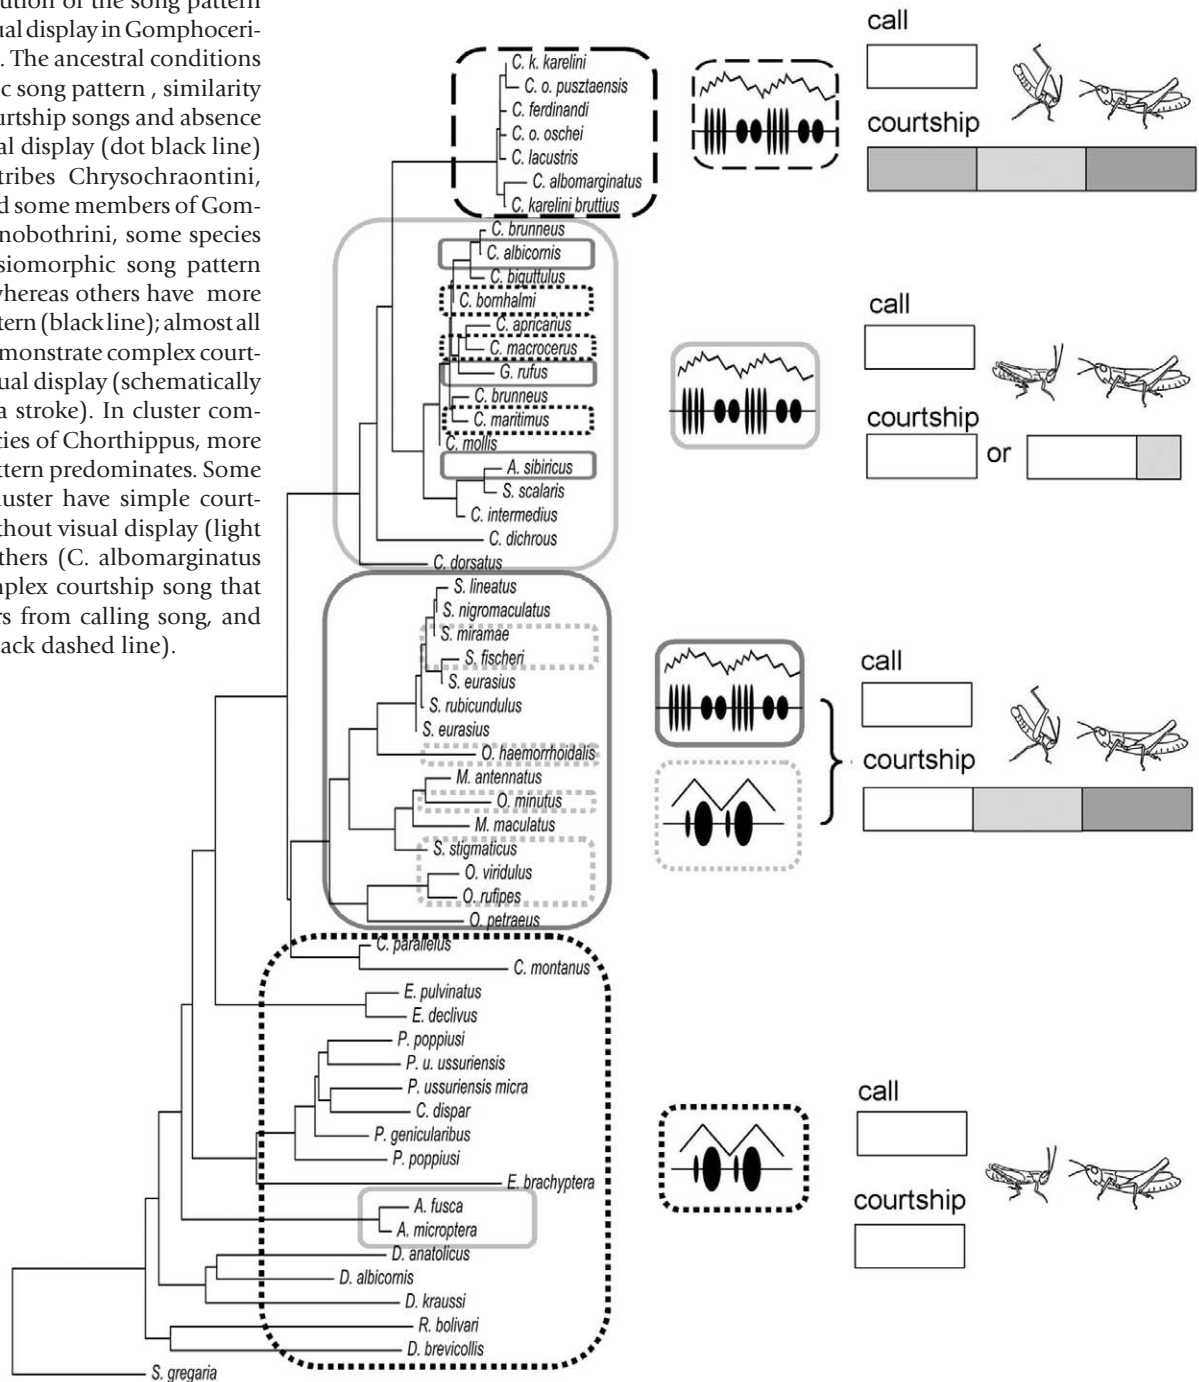 ution of the song pattern
ual display in Gomphoceri-
. The ancestral conditions
ic song pattern , similarity
urtship songs and absence
al display (dot black line)
tribes Chrysochraontini,
d some members of Gom-
nobothrini, some species
siomorphic song pattern
whereas others have more
ttern (black line); almost all
monstrate complex court-
ual display (schematically
a stroke). In cluster com-
cies of Chorthippus, more
ttern predominates. Some
luster have simple court-
thout visual display (light
thers (C. albomarginatus
mplex courtship song that
rs from calling song, and
ack dashed line).
C. k. karelini
C. o. pusztaensis
C. ferdinandi
C. o. oschei
C. lacustris
C. albomarginatus
C. karelini bruttius
C. brunneus
C. albicornis
C. biguttulus
C. bornhalmi
C. apricarius
C. macrocerus
G. rufus
C. brunneus
C. maritimus
C. mollis
A. sibiricus
S. scalaris
C. intermedius
C. dichrous
C. dorsatus
S. lineatus
S. nigromaculatus
S. miramae
S. fischeri
S. eurasius
S. rubicundulus
S. eurasius
O. haemorrhoidalis
M. antennatus
O. minutus
M. maculatus
S. stigmaticus
O. viridulus
O. rufipes
O. petraeus
C. parallelus
C. montanus
E. pulvinatus
E. declivus
P. poppiusi
P. u. ussuriensis
P. ussuriensis micra
C. dispar
P. genicularibus
P. poppiusi
E. brachyptera
A. fusca
A. microptera
D. anatolicus
D. albicornis
D. kraussi
R. bolivari
D. brevicollis
S. gregaria
call
courtship
call
courtship
or
call
courtship
call
courtship